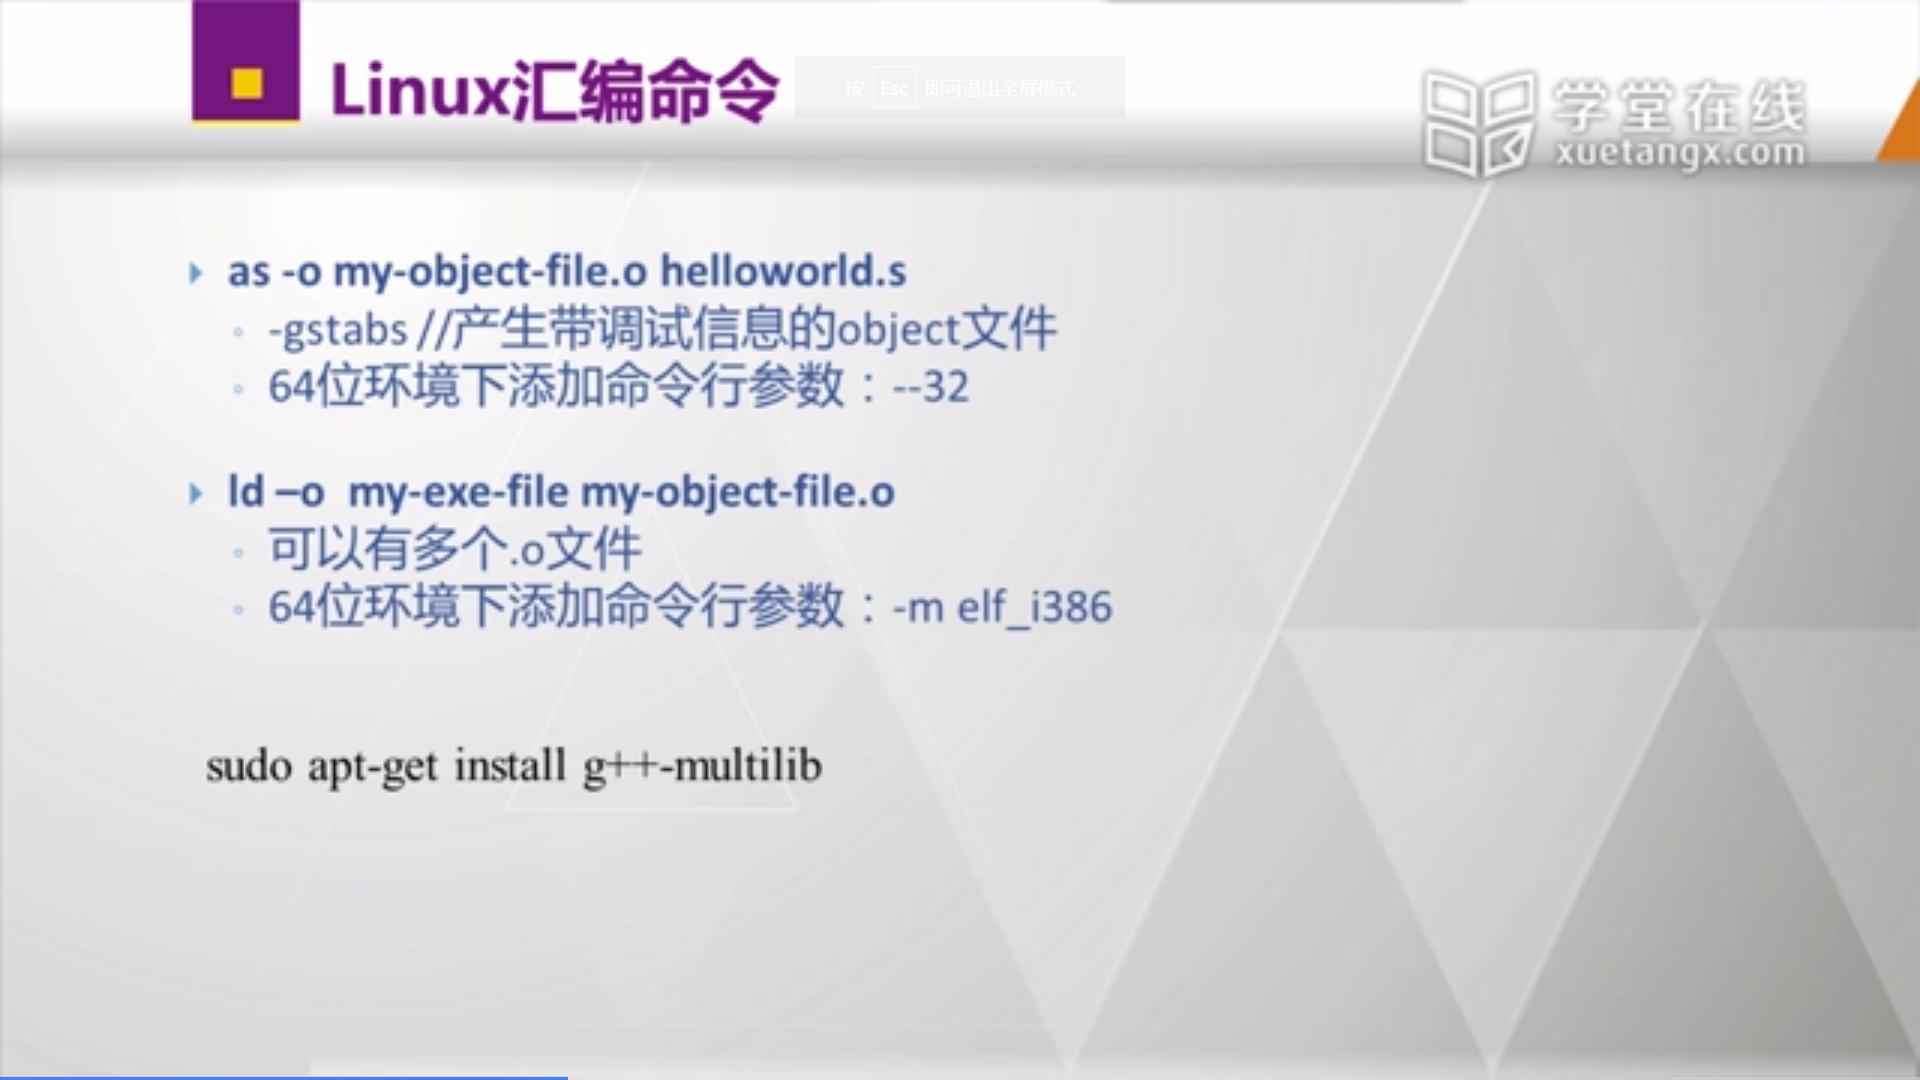 Linux汇编命令
按 Esc 即可退出全屏模式
学堂在线
xuetangx.com
as -o my-object-file.o helloworld.s
-gstabs //产生带调试信息的object文件
64位环境下添加命令行参数：--32
ld –o  my-exe-file my-object-file.o
可以有多个.o文件
64位环境下添加命令行参数：-m elf_i386
sudo apt-get install g++-multilib